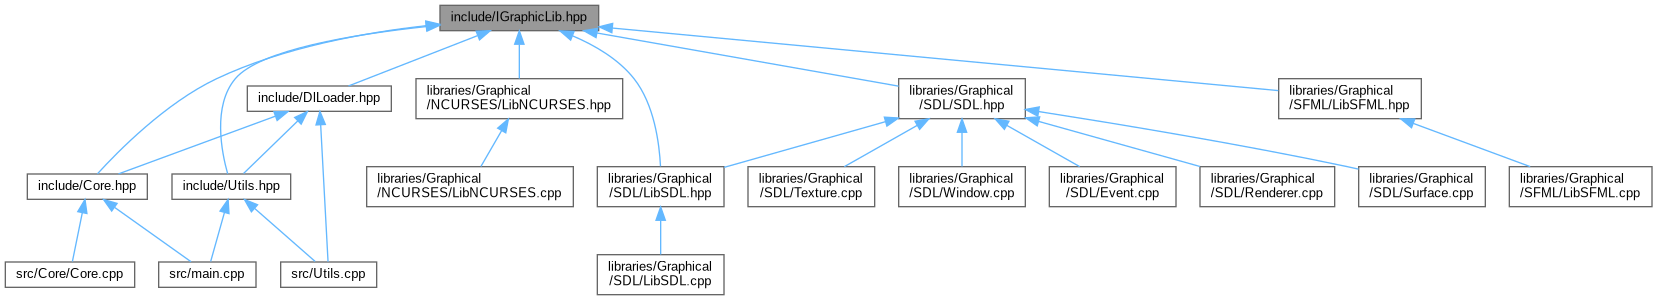 include/IGraphicLib.hpp
include/DlLoader.hpp
libraries/Graphical
/NCURSES/LibNCURSES.hpp
libraries/Graphical
/SDL/SDL.hpp
libraries/Graphical
/SFML/LibSFML.hpp
include/Core.hpp
include/Utils.hpp
libraries/Graphical
/NCURSES/LibNCURSES.cpp
libraries/Graphical
/SDL/LibSDL.hpp
libraries/Graphical
/SDL/Texture.cpp
libraries/Graphical
/SDL/Window.cpp
libraries/Graphical
/SDL/Event.cpp
libraries/Graphical
/SDL/Renderer.cpp
libraries/Graphical
/SDL/Surface.cpp
libraries/Graphical
/SFML/LibSFML.cpp
src/Core/Core.cpp
src/main.cpp
src/Utils.cpp
libraries/Graphical
/SDL/LibSDL.cpp